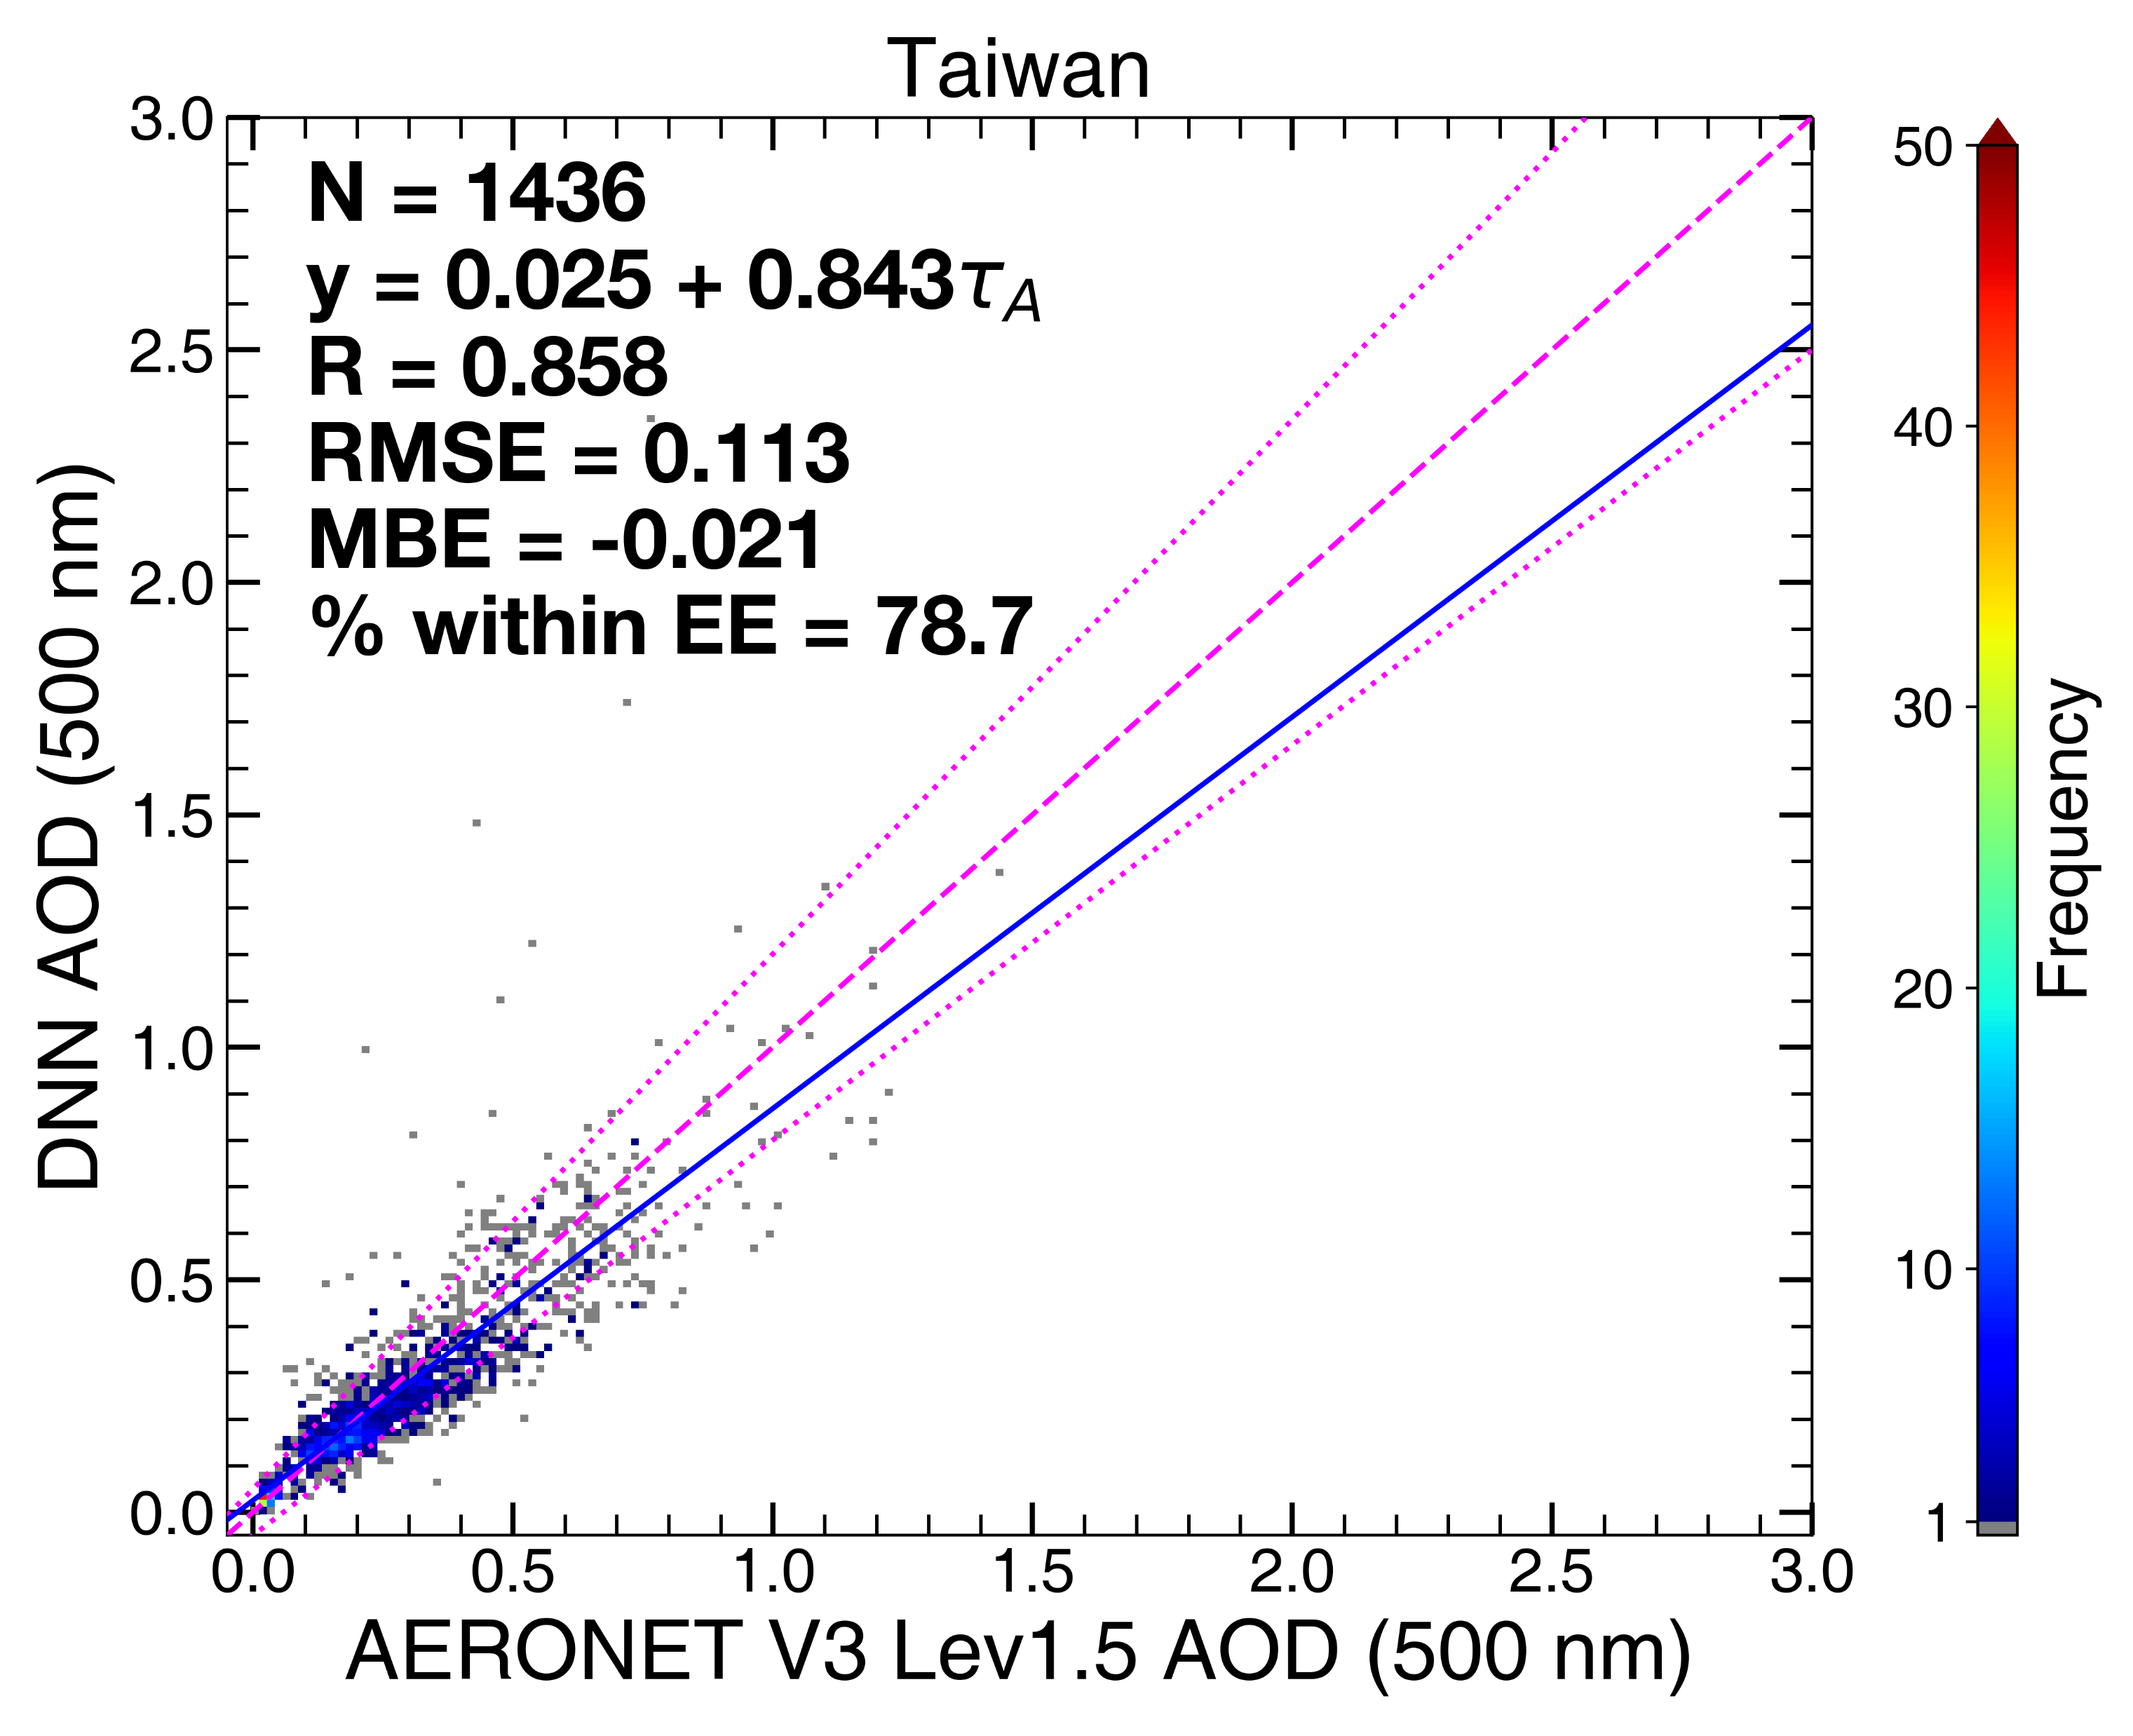 Taiwan
N = 1436
y = 0.025 + 0.843τA
R = 0.858
RMSE = 0.113
MBE = -0.021
% within EE = 78.7
DNN AOD (500 nm)
3.0
2.5
2.0
1.5
1.0
0.5
0.0
0.0 0.5 1.0 1.5 2.0 2.5 3.0
AERONET V3 Lev1.5 AOD (500 nm)
50
40
30
20
10
1
Frequency